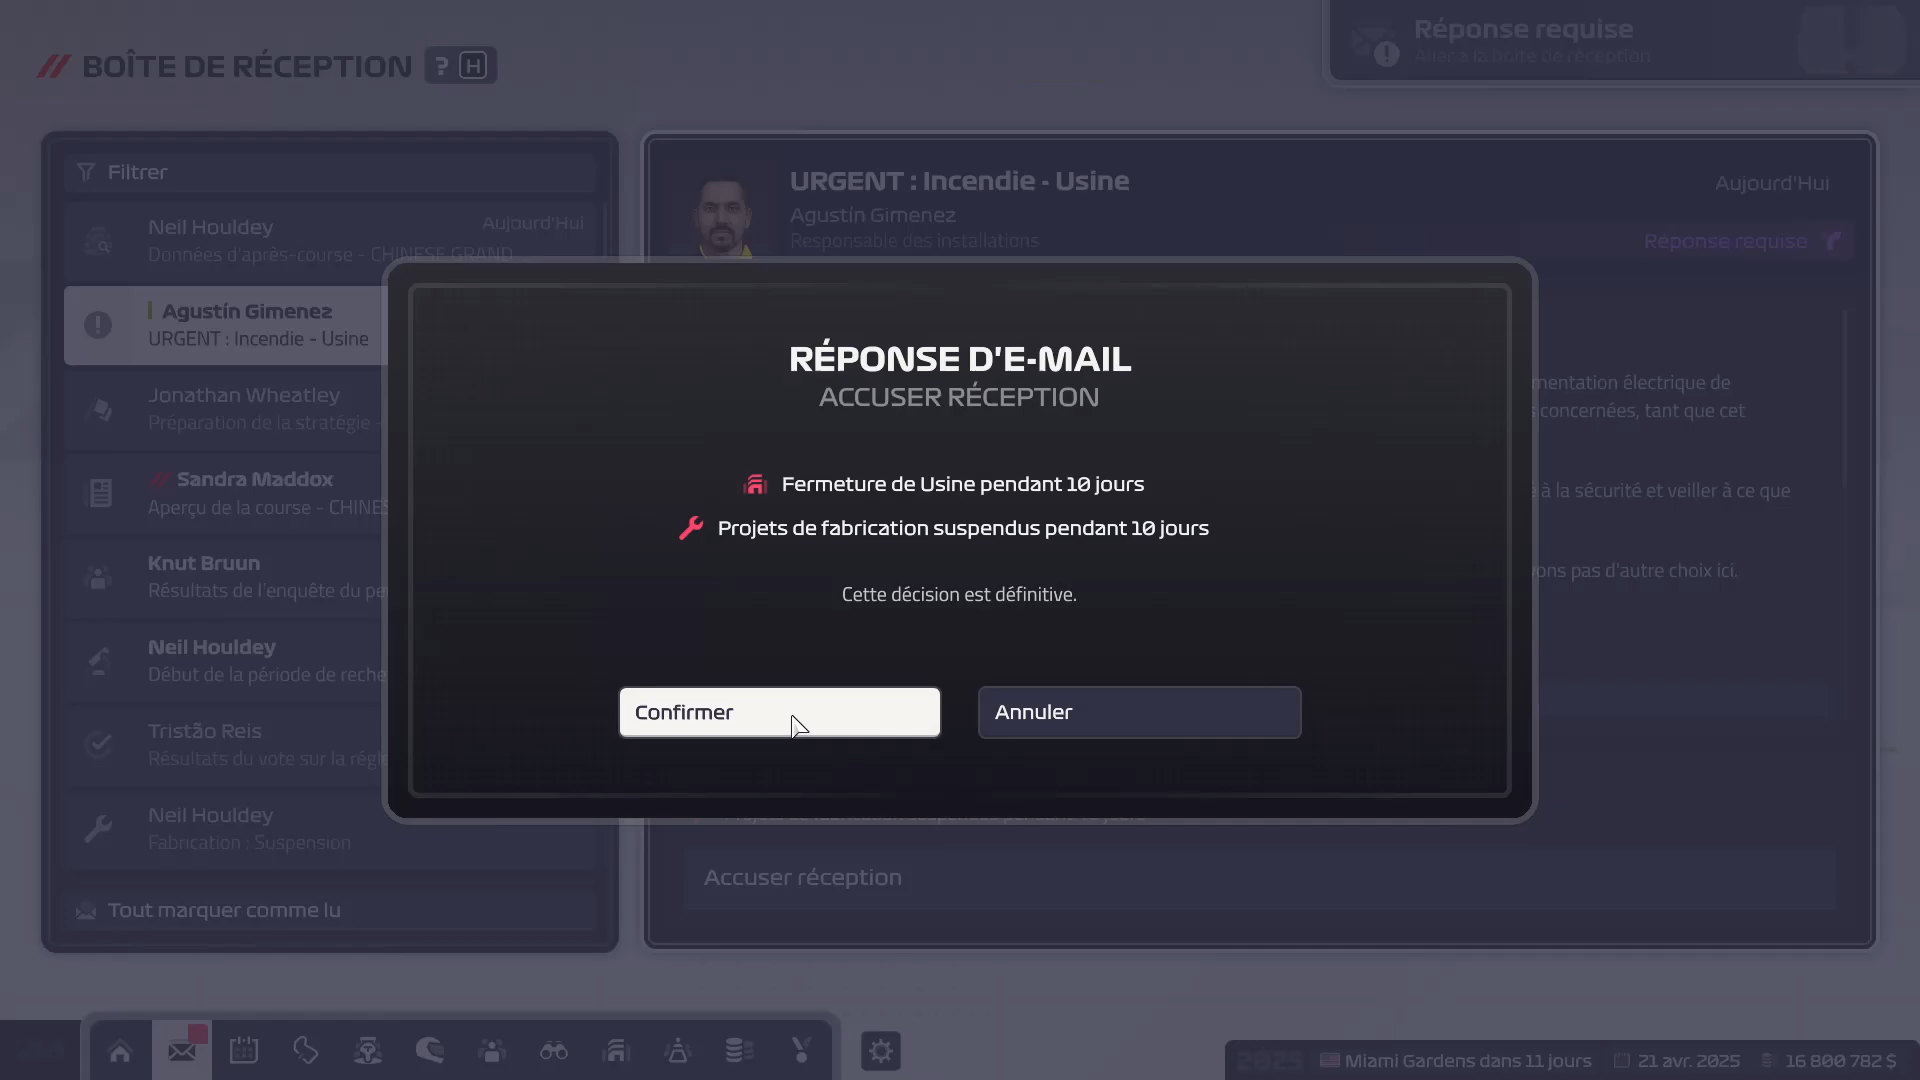 BOÎTE DE RÉCEPTION ? H
Réponse requise
Aller à la boîte de réception
Filtrer
Neil Houldey
Aujourd'Hui
Données d'après-course - CHINESE GRAND
Agustín Gimenez
URGENT : Incendie - Usine
Jonathan Wheatley
Préparation de la stratégie -
Sandra Maddox
Aperçu de la course - CHINES
Knut Bruun
Résultats de l'enquête du pe
Neil Houldey
Début de la période de reche
Tristão Reis
Résultats du vote sur la régle
Neil Houldey
Fabrication : Suspension
Tout marquer comme lu
URGENT : Incendie - Usine
Aujourd'Hui
Agustín Gimenez
Responsable des installations
Réponse requise
mentation électrique de
concernées, tant que cet
é à la sécurité et veiller à ce que
vons pas d'autre choix ici.
RÉPONSE D'E-MAIL
ACCUSER RÉCEPTION
Fermeture de Usine pendant 10 jours
Projets de fabrication suspendus pendant 10 jours
Cette décision est définitive.
Confirmer
Annuler
Accuser réception
2025 Miami Gardens dans 11 jours 21 avr. 2025 16 800 782 $